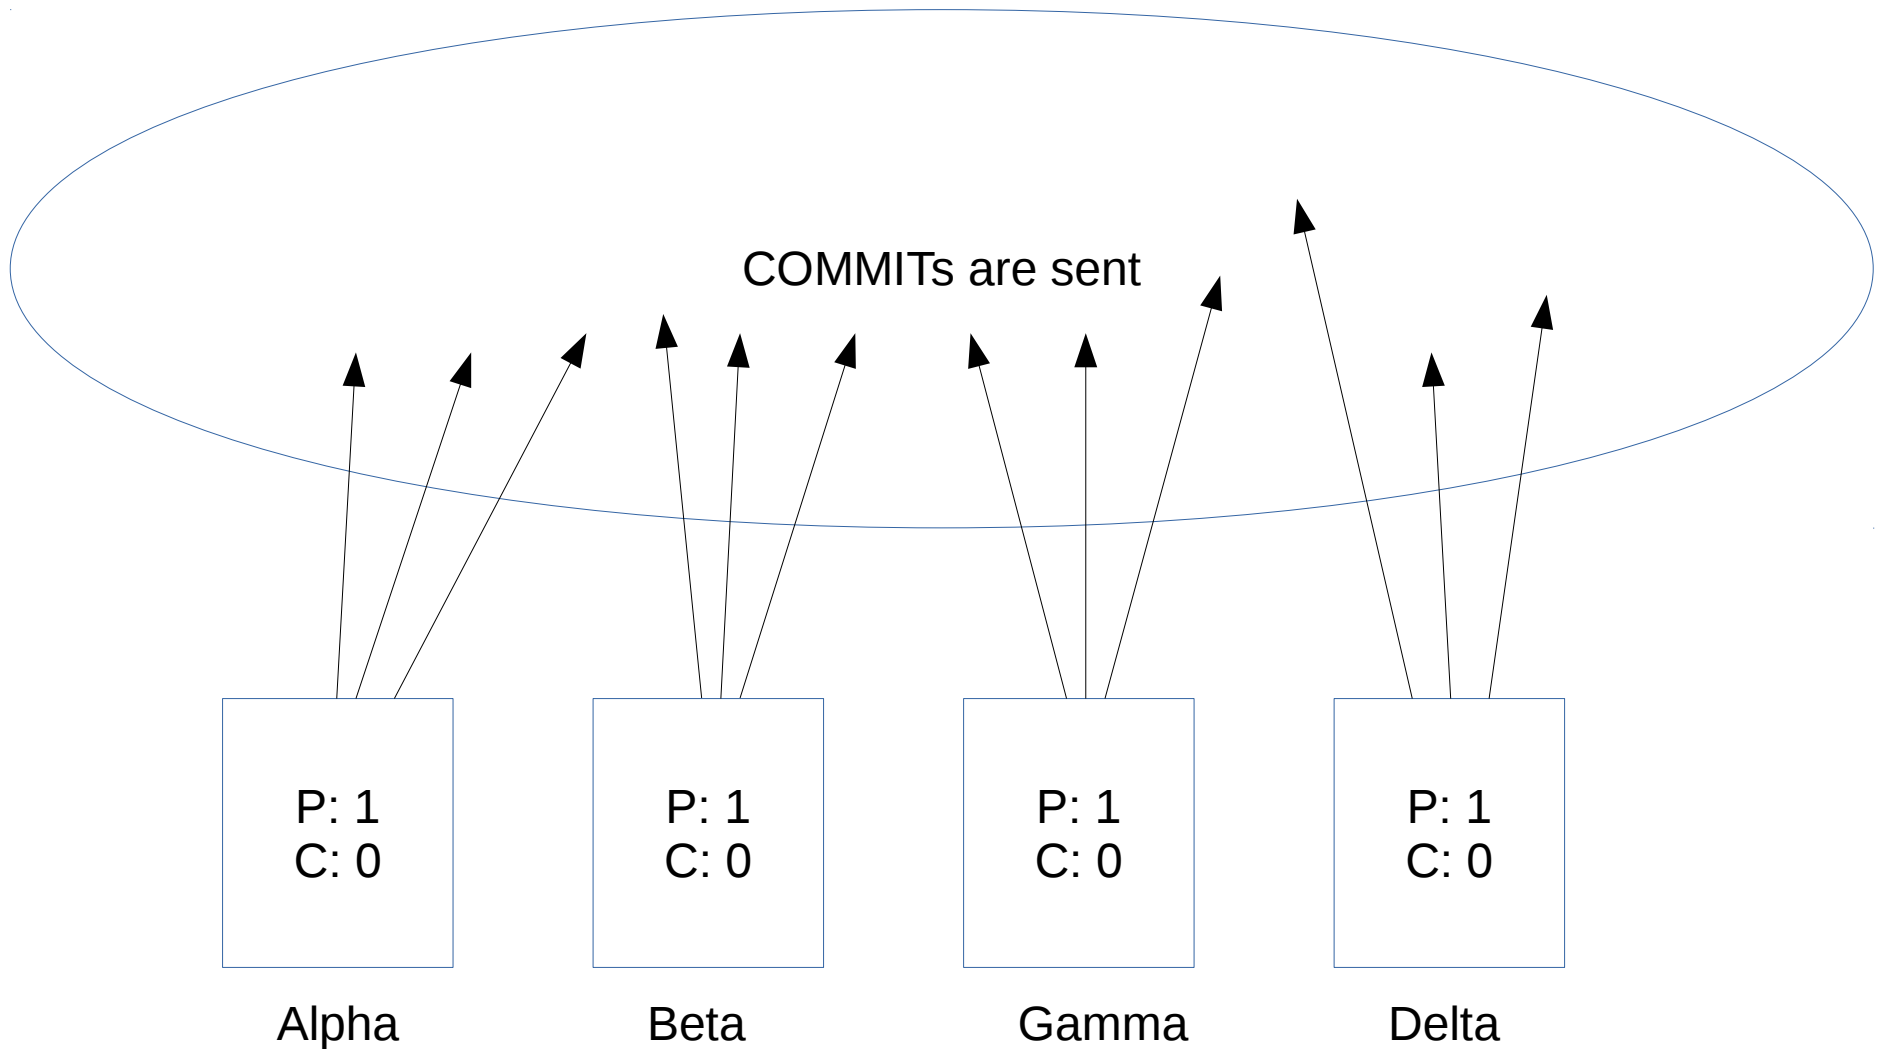 COMMITs are sent
P: 1
C: 0
P: 1
C: 0
P: 1
C: 0
P: 1
C: 0
Alpha
Beta
Gamma
Delta